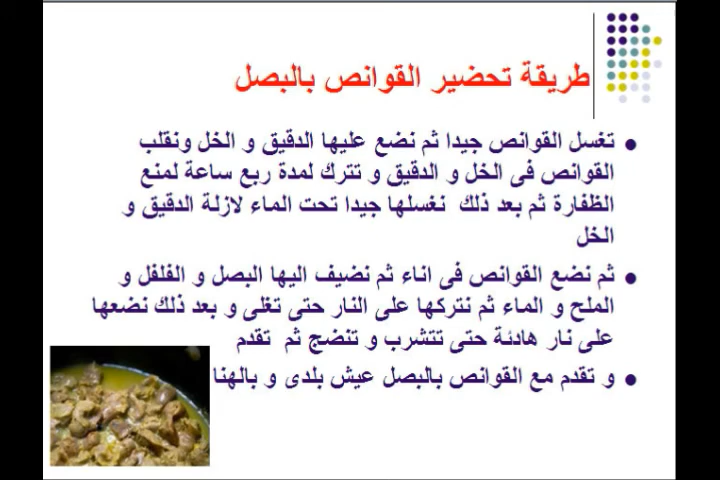 طريقة تحضير القوانص بالبصل
تغسل القوانص جيدا ثم نضع عليها الدقيق و الخل ونقلب
القوانص فى الخل و الدقيق و تترك لمدة ربع ساعة لمنع
الظفارة ثم بعد ذلك نغسلها جيدا تحت الماء لازلة الدقيق و
الخل
ثم نضع القوانص فى اناء ثم نضيف اليها البصل و الفلفل و
الملح و الماء ثم نتركها على النار حتى تغلى و بعد ذلك نضعها
على نار هادئة حتى تتشرب و تنضج ثم تقدم
و تقدم مع القوانص بالبصل عيش بلدى و بالهنا